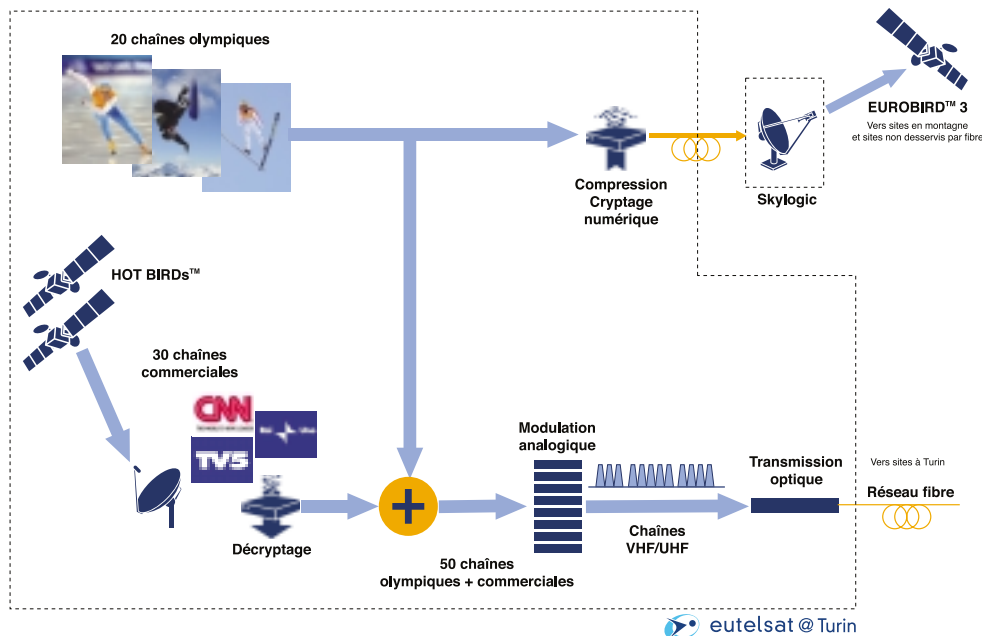 20 chaînes olympiques
EUROBIRD™ 3
Vers sites en montagne
et sites non desservis par fibre
Compression
Cryptage
numérique
Skylogic
HOT BIRDs™
30 chaînes
commerciales
CNN
TV5
Décryptage
Modulation
analogique
Chaînes
VHF/UHF
50 chaînes
olympiques + commerciales
Transmission
optique
Vers sites à Turin
Réseau fibre
eutelsat @ Turin